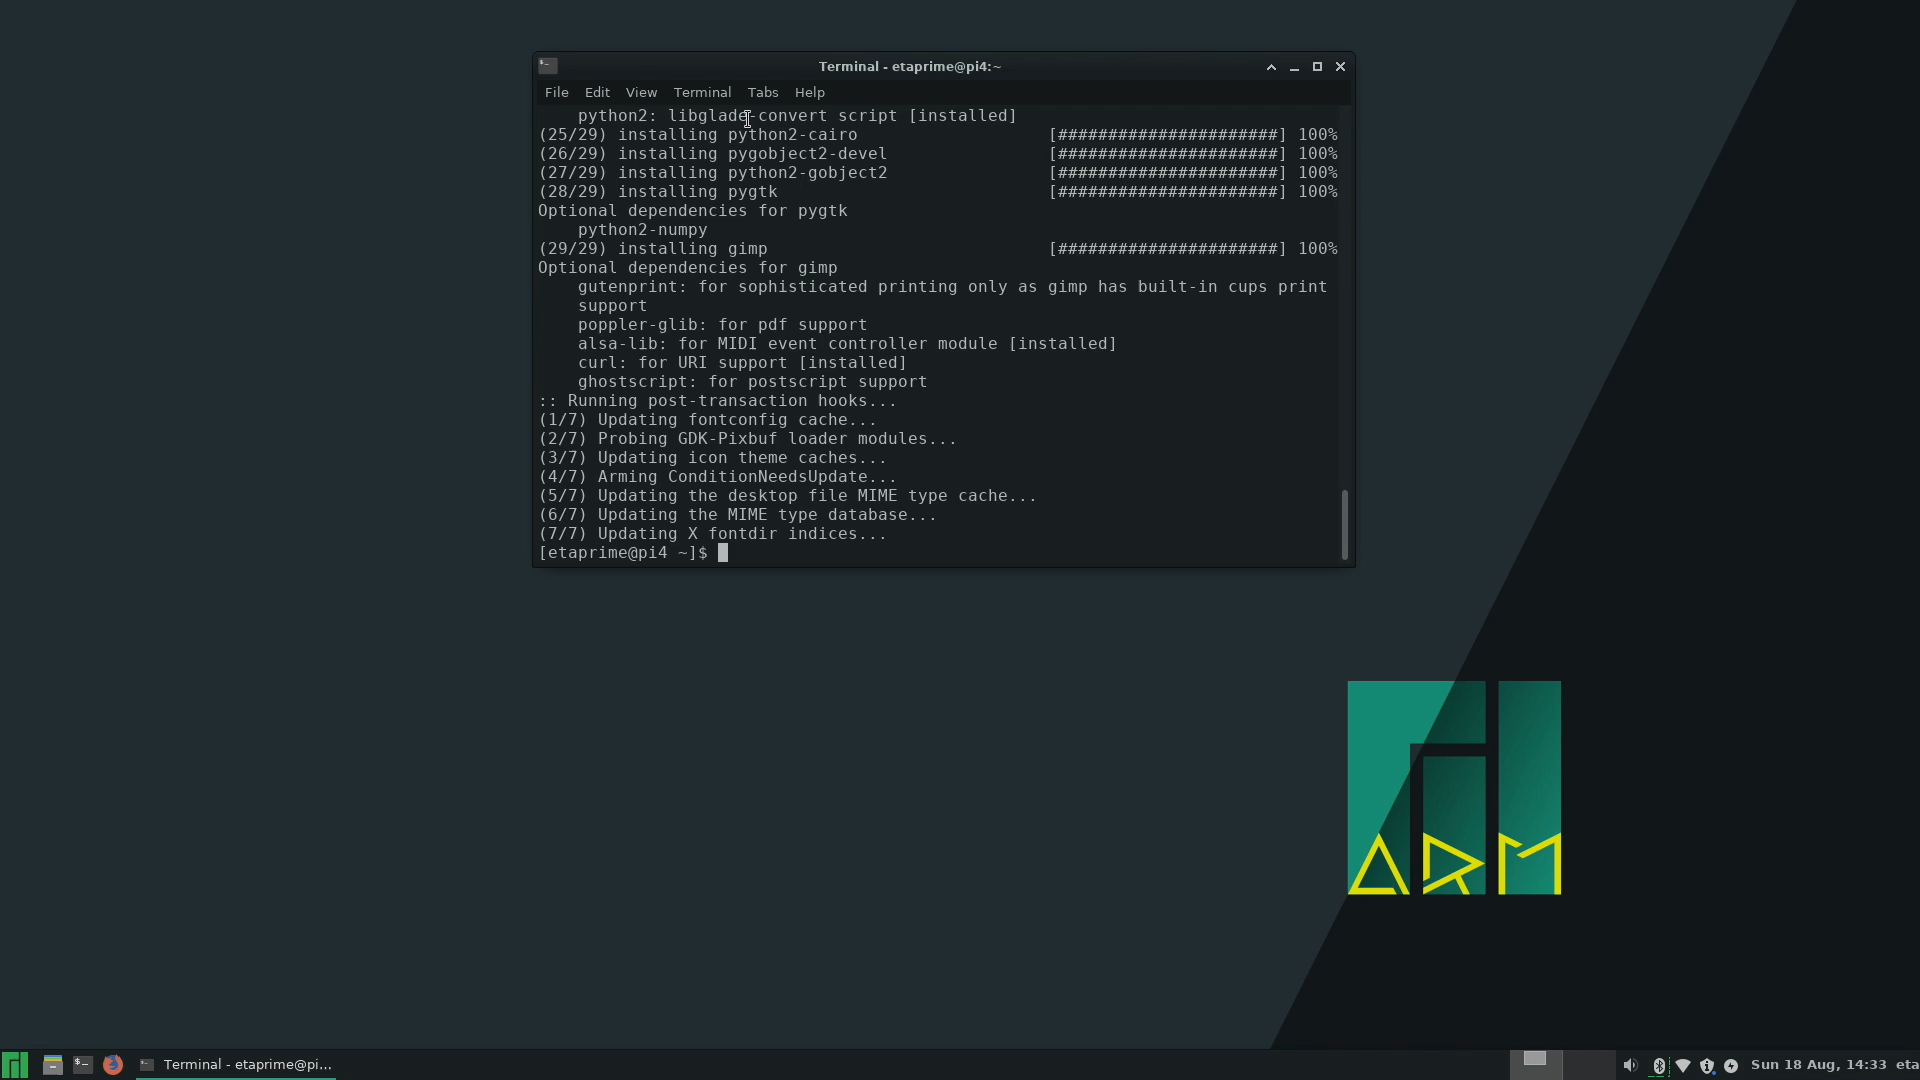 Terminal - etaprime@pi4:~
File Edit View Terminal Tabs Help
python2: libglade-convert script [installed]
(25/29) installing python2-cairo [######################] 100%
(26/29) installing pygobject2-devel [######################] 100%
(27/29) installing python2-gobject2 [######################] 100%
(28/29) installing pygtk [######################] 100%
Optional dependencies for pygtk
python2-numpy
(29/29) installing gimp [######################] 100%
Optional dependencies for gimp
gutenprint: for sophisticated printing only as gimp has built-in cups print
support
poppler-glib: for pdf support
alsa-lib: for MIDI event controller module [installed]
curl: for URI support [installed]
ghostscript: for postscript support
:: Running post-transaction hooks...
(1/7) Updating fontconfig cache...
(2/7) Probing GDK-Pixbuf loader modules...
(3/7) Updating icon theme caches...
(4/7) Arming ConditionNeedsUpdate...
(5/7) Updating the desktop file MIME type cache...
(6/7) Updating the MIME type database...
(7/7) Updating X fontdir indices...
[etaprime@pi4 ~]$
ARM
Terminal - etaprime@pi...
Sun 18 Aug, 14:33 eta